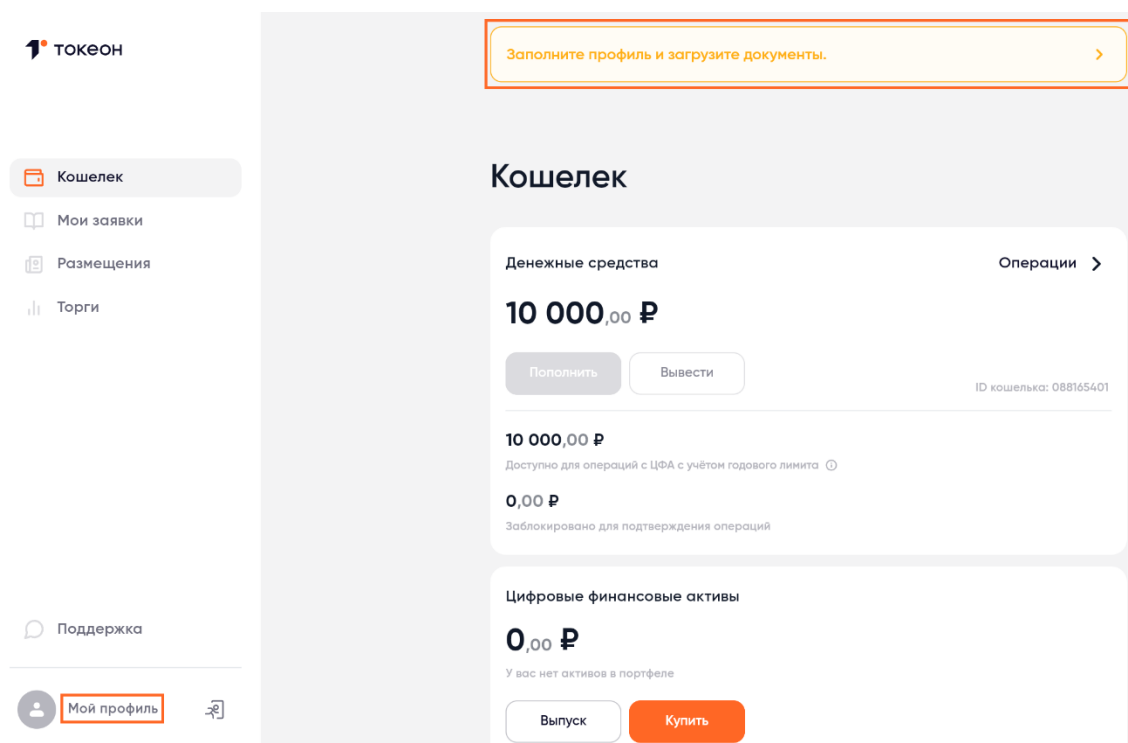 токеон
Заполните профиль и загрузите документы.
Кошелек
Мои заявки
Размещения
Торги
Поддержка
Мой профиль
Кошелек
Денежные средства
Операции
10 000,00 ₽
Пополнить
Вывести
ID кошелька: 088165401
10 000,00 ₽
Доступно для операций с ЦФА с учётом годового лимита
0,00 ₽
Заблокировано для подтверждения операций
Цифровые финансовые активы
0,00 ₽
У вас нет активов в портфеле
Выпуск
Купить